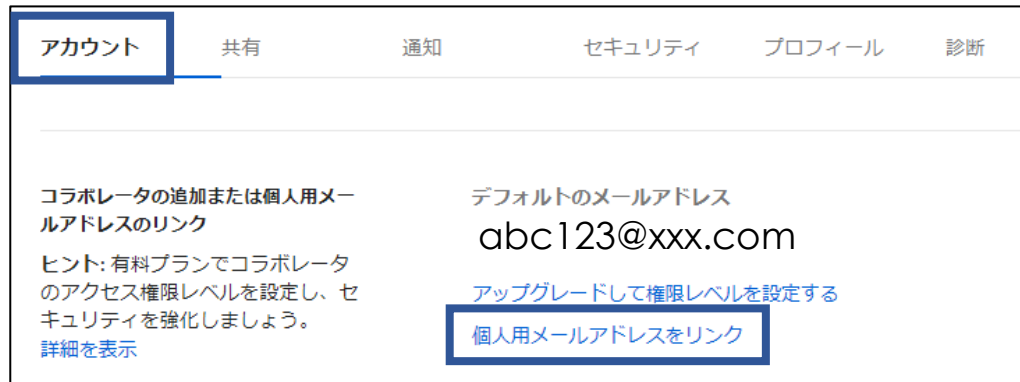 アカウント 共有 通知 セキュリティ プロフィール 診断
コラボレータの追加または個人用メー
ルアドレスのリンク
ヒント: 有料プランでコラボレータ
のアクセス権限レベルを設定し、セ
キュリティを強化しましょう。
詳細を表示
デフォルトのメールアドレス
abc123@xxx.com
アップグレードして権限レベルを設定する
個人用メールアドレスをリンク